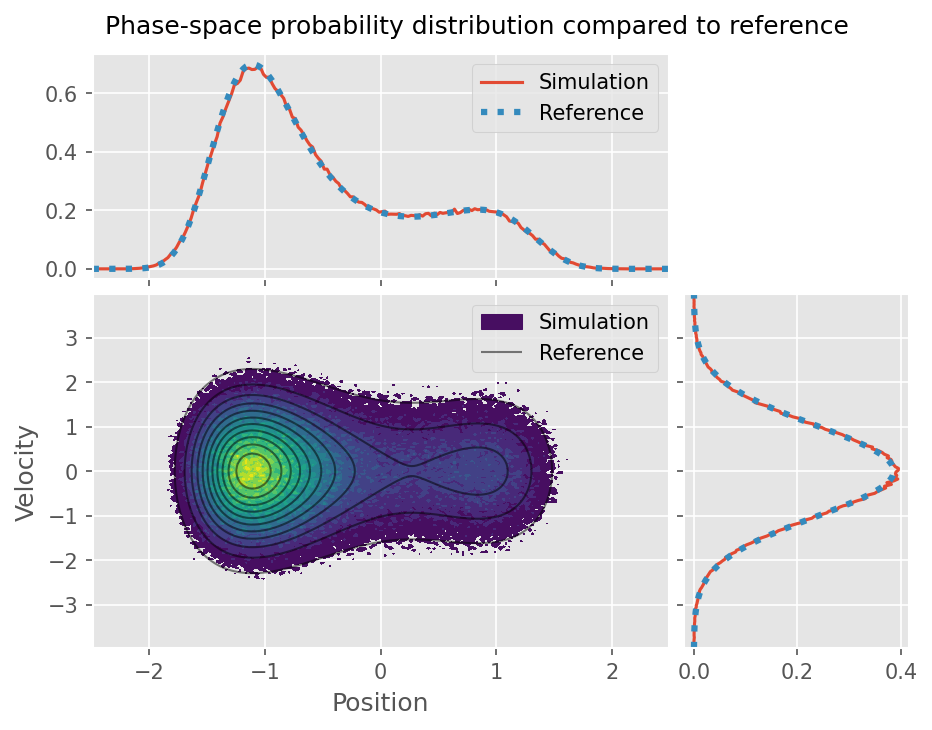 Phase-space probability distribution compared to reference
0.6
0.4
0.2
0.0
Simulation
Reference
3
2
1
0
−1
−2
−3
Velocity
Simulation
Reference
−2 −1 0 1 2
Position
0.0 0.2 0.4